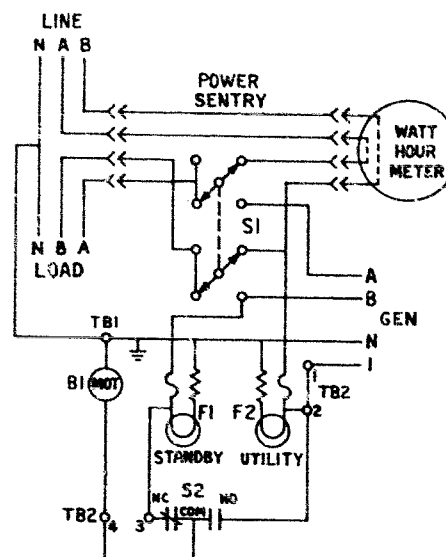 LINE
N A B
POWER
SENTRY
WATT
HOUR
METER
S1
N B A
LOAD
A
B
GEN
N
TB1
1
1
B1 MOT
TB2
F1 F2 2
STANDBY UTILITY
S2
NC COM NO
TB2 4 3